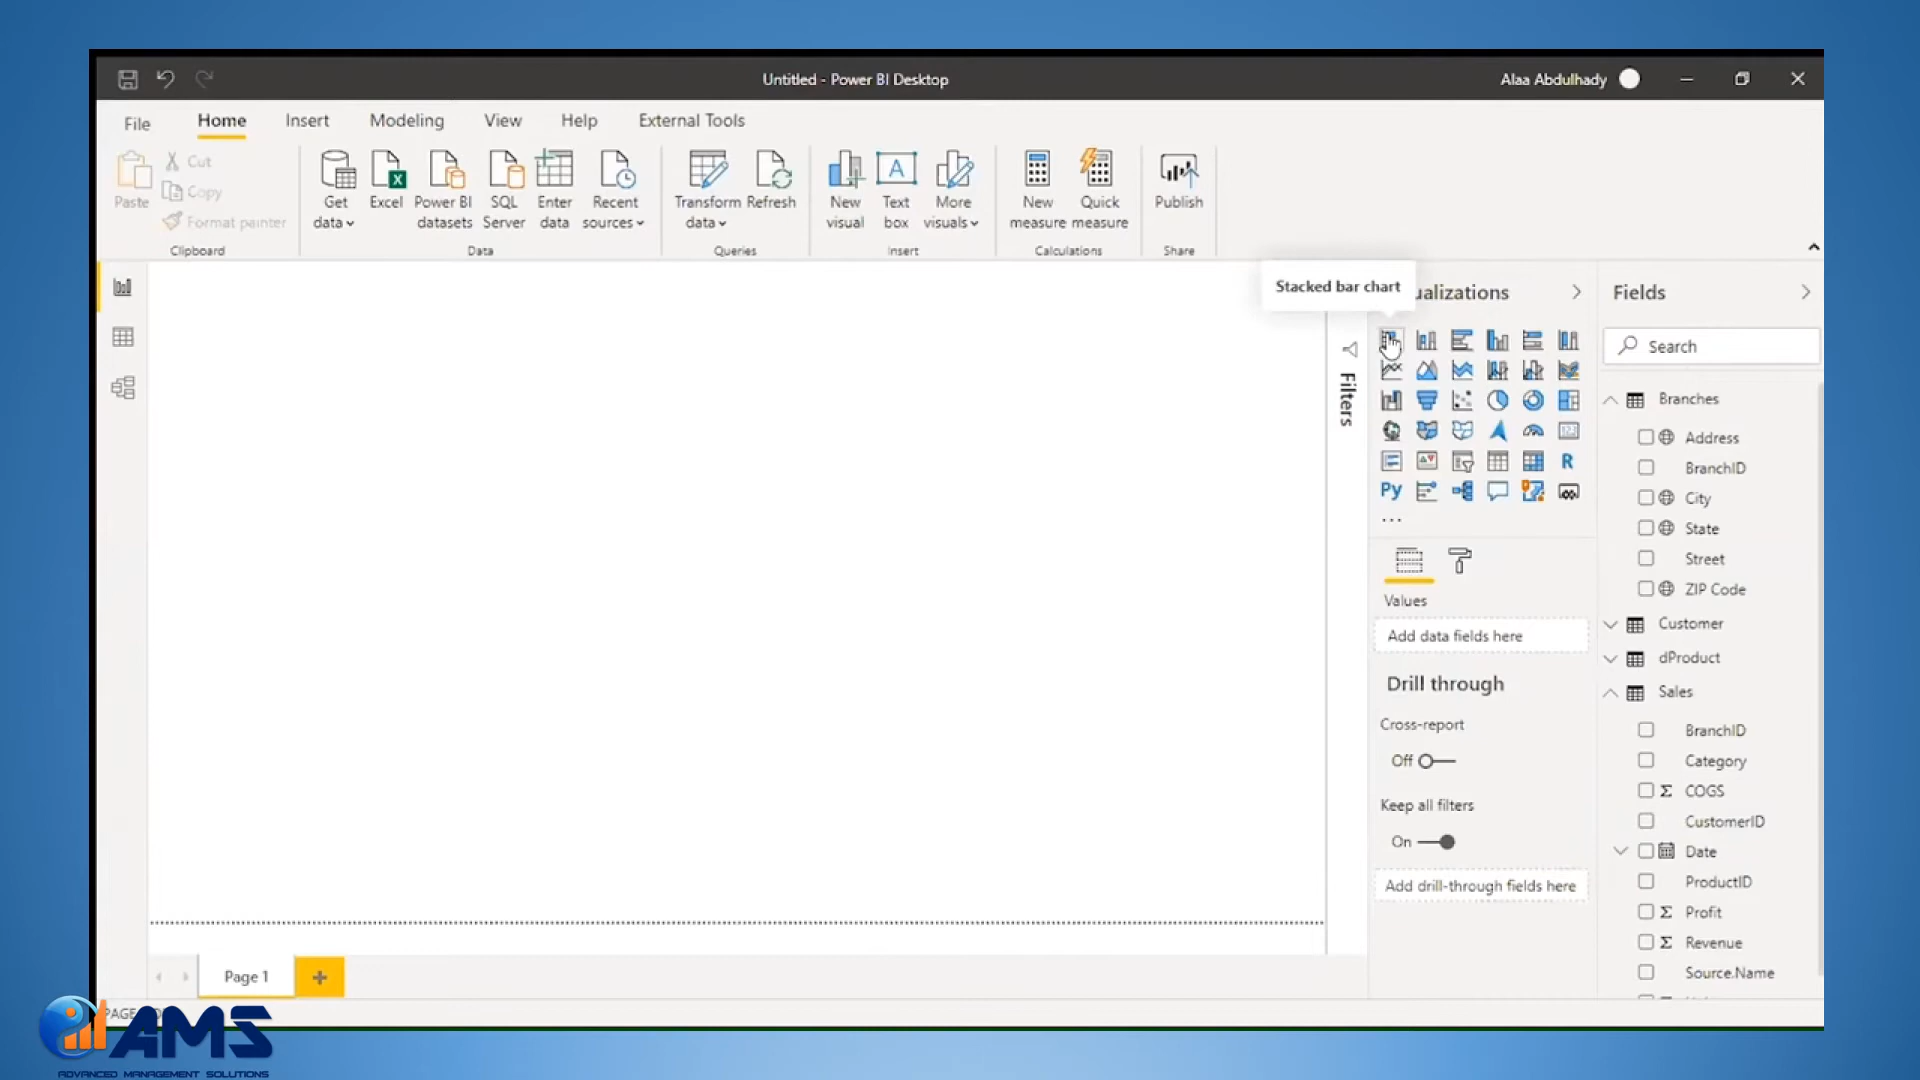 Untitled - Power BI Desktop
Alaa Abdulhady
File
Home
Insert
Modeling
View
Help
External Tools
Paste
Cut
Copy
Format painter
Clipboard
Get data
Excel
Power BI datasets
SQL Server
Enter data
Recent sources
Data
Transform data
Refresh
Queries
New visual
Text box
More visuals
Insert
New measure
Quick measure
Calculations
Publish
Share
Stacked bar chart
ualizations
Filters
R
Py
...
Values
Add data fields here
Drill through
Cross-report
Off
Keep all filters
On
Add drill-through fields here
Fields
Search
Branches
Address
BranchID
City
State
Street
ZIP Code
Customer
dProduct
Sales
BranchID
Category
Σ COGS
CustomerID
Date
ProductID
Σ Profit
Σ Revenue
Source.Name
Page 1
+
PAGE
AMS
ADVANCED MANAGEMENT SOLUTIONS